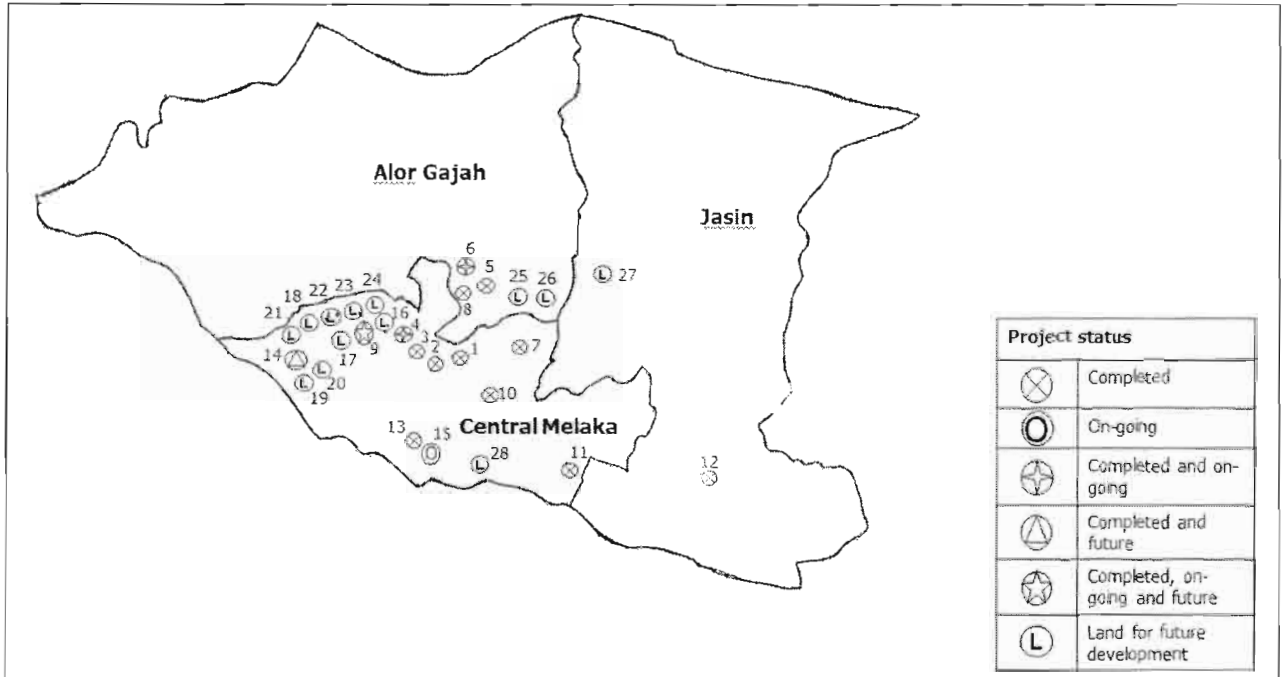 Alor Gajah
Jasin
6
5
25
26
27
8
24
23
22
18
21
16
4
3
2
1
7
9
17
14
20
19
10
Central Melaka
13
15
28
11
12
Project status
Completed
O
On-going
Completed and on-
going
Completed and
future
Completed, on-
going and future
L
Land for future
development